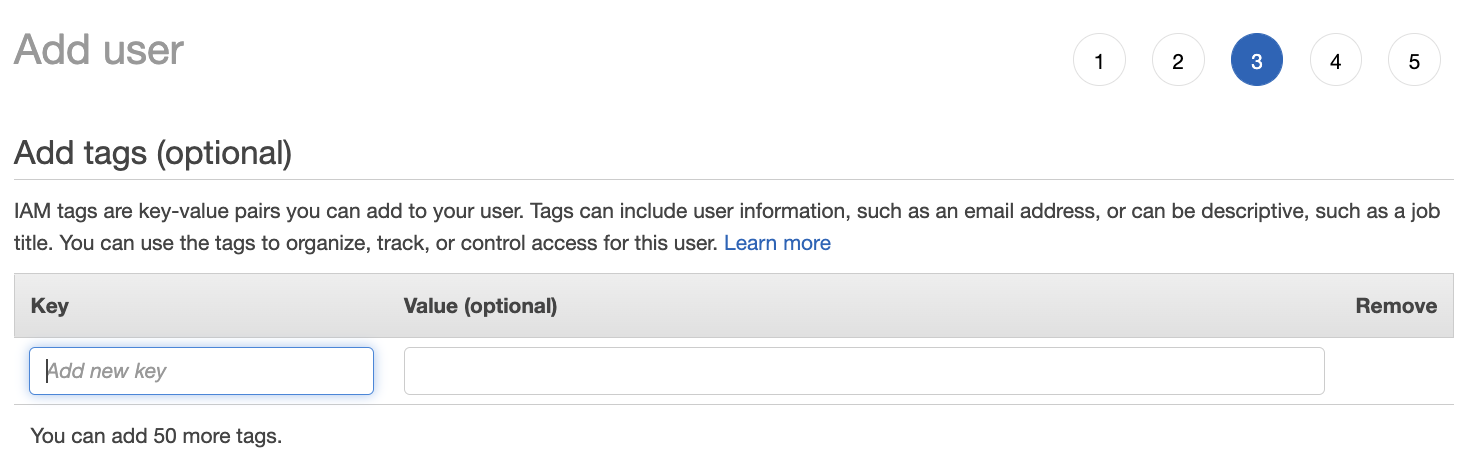 Add user
1 2 3 4 5
Add tags (optional)
IAM tags are key-value pairs you can add to your user. Tags can include user information, such as an email address, or can be descriptive, such as a job
title. You can use the tags to organize, track, or control access for this user. Learn more
Key Value (optional) Remove
Add new key
You can add 50 more tags.